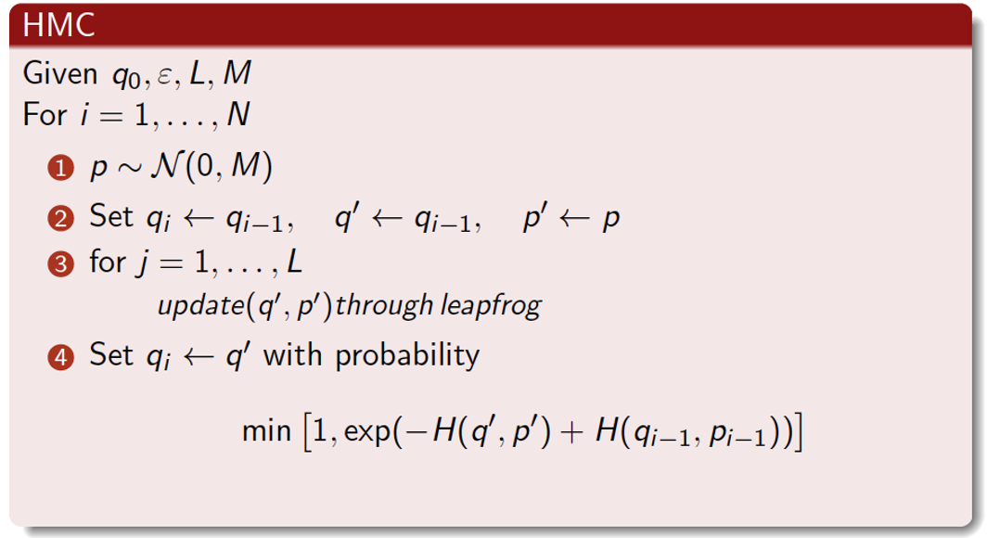 HMC
Given q₀, ε, L, M
For i = 1, . . . , N
1 p ∼ 𝒩(0, M)
2 Set qᵢ ← qᵢ₋₁, q′ ← qᵢ₋₁, p′ ← p
3 for j = 1, . . . , L
update(q′, p′)through leapfrog
4 Set qᵢ ← q′ with probability
min [1, exp(−H(q′, p′) + H(qᵢ₋₁, pᵢ₋₁))]